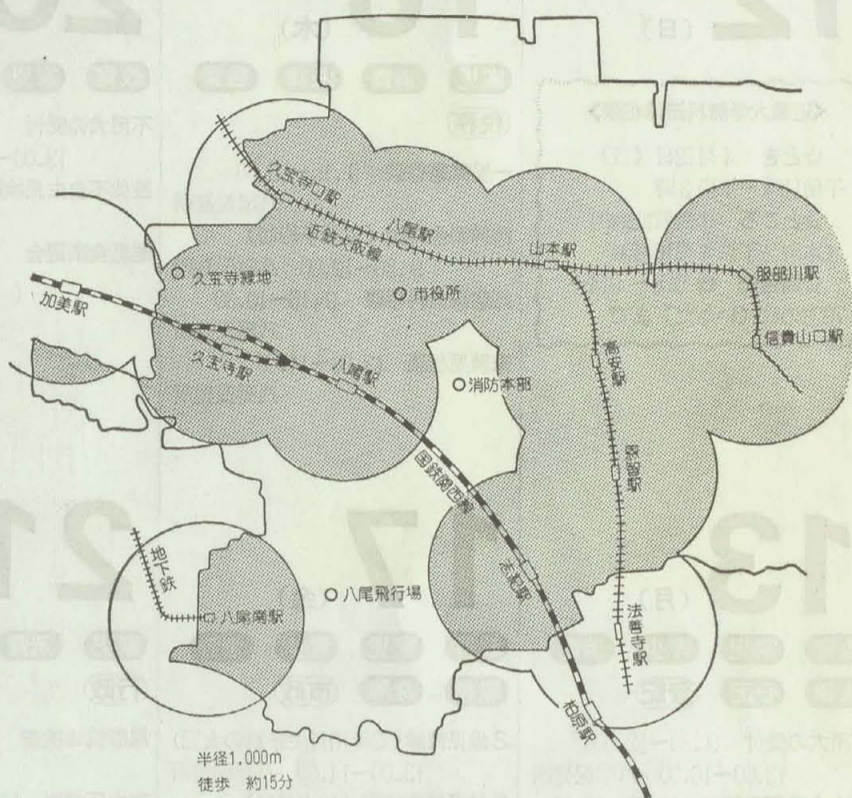 久宝寺口駅
近鉄大阪線
八尾駅
山本駅
服部川駅
信貴山口駅
久宝寺緑地
市役所
加美駅
久宝寺駅
八尾駅
消防本部
高安駅
恩智駅
国鉄関西線
志紀駅
地下鉄
八尾南駅
八尾飛行場
法善寺駅
柏原駅
半径1,000m
徒歩 約15分